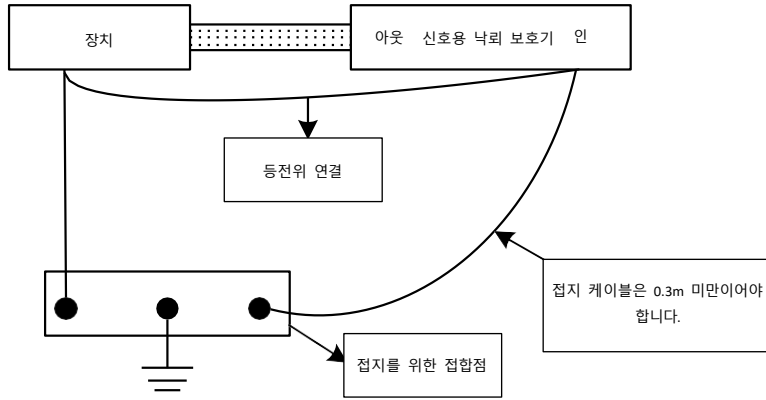 장치
아웃 신호용 낙뢰 보호기 인
등전위 연결
접지 케이블은 0.3m 미만이어야
합니다.
접지를 위한 접합점